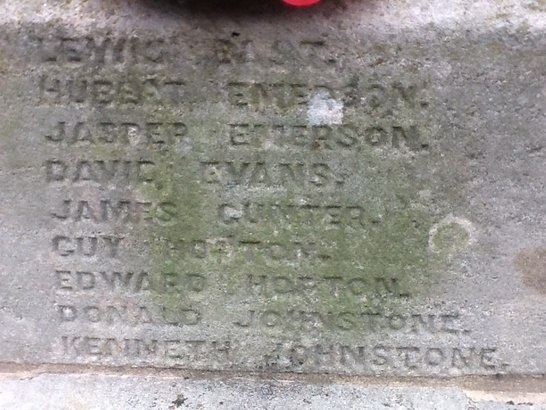 LEWIS EAST.
HUBERT EMERSON.
JASPER EMERSON.
DAVID EVANS.
JAMES GUNTER.
GUY HORTON.
EDWARD HORTON.
DONALD JOHNSTONE.
KENNETH JOHNSTONE.